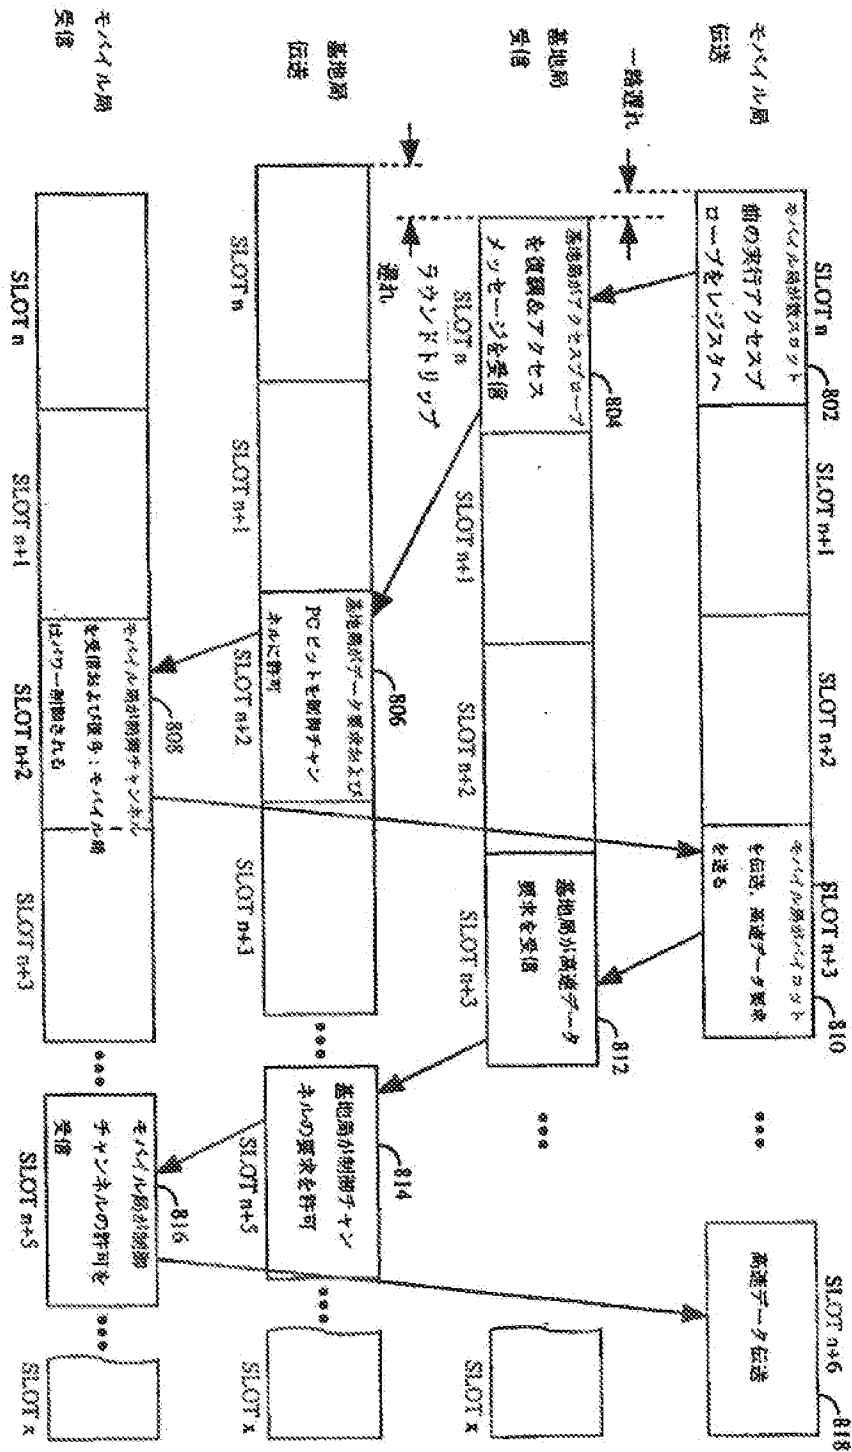 モバイル局
伝送
SLOT n
802
SLOT n+1
SLOT n+2
SLOT n+3
810
SLOT n+6
818
モバイル局が数スロット
前の実行アクセスプ
ローブをレジスタへ
モバイル局がパイロット
を伝送、高速データ要求
を送る
•••
高速データ伝送
一路遅れ
基地局
受信
基地局がアクセスプローブ
を復調&アクセス
メッセージを受信
804
基地局が高速データ
要求を受信
812
•••
SLOT n
SLOT n+1
SLOT n+2
SLOT n+3
SLOT x
ラウンドトリップ
遅れ
基地局
伝送
基地局がデータ要求および
PCビットを制御チャン
ネルに許可
806
•••
基地局が制御チャン
ネルの要求を許可
814
•••
SLOT n
SLOT n+1
SLOT n+2
SLOT n+3
SLOT n+5
SLOT x
モバイル局
受信
モバイル局が制御チャンネル
を受信および復号:モバイル局
はパワー制御される
808
•••
モバイル局が制御
チャンネルの許可を
受信
816
•••
SLOT n
SLOT n+1
SLOT n+2
SLOT n+3
SLOT n+5
SLOT x